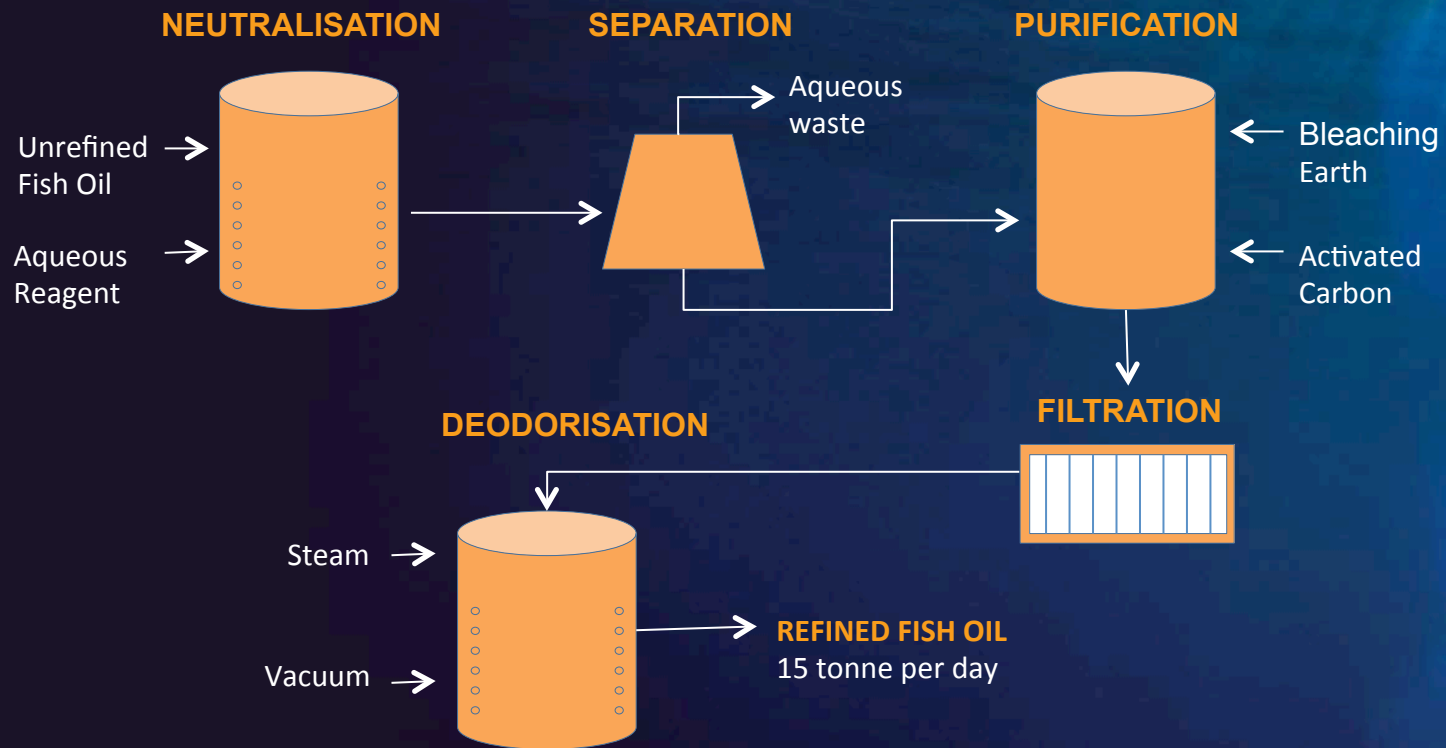 NEUTRALISATION
SEPARATION
PURIFICATION
Unrefined
Fish Oil
Aqueous
Reagent
Aqueous
waste
Bleaching
Earth
Activated
Carbon
DEODORISATION
FILTRATION
Steam
Vacuum
REFINED FISH OIL
15 tonne per day